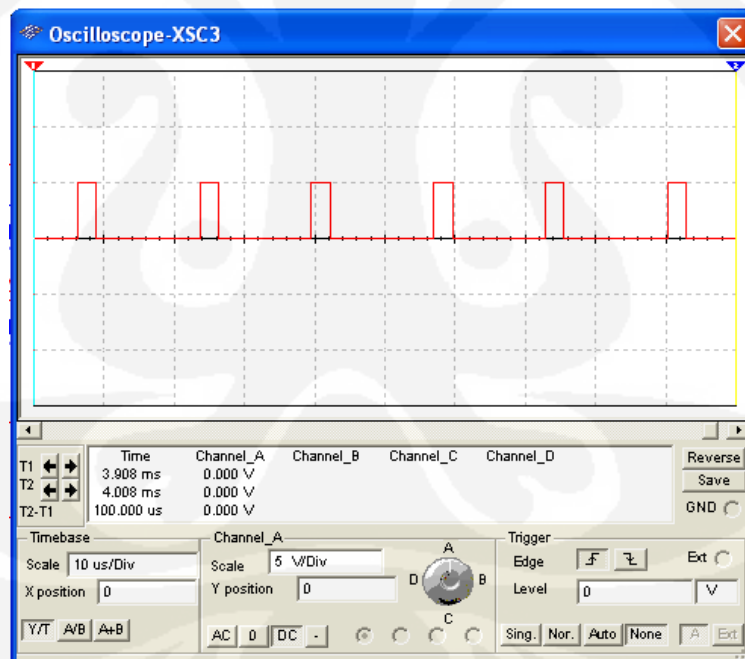 Oscilloscope-XSC3
1 2
Time Channel_A Channel_B Channel_C Channel_D
T1 3.908 ms 0.000 V
T2 4.008 ms 0.000 V
T2-T1 100.000 us 0.000 V
Reverse
Save
GND
Timebase
Scale 10 us/Div
X position 0
Y/T A/B A+B
Channel_A
Scale 5 V/Div
Y position 0
AC 0 DC -
A
D B
C
Trigger
Edge Ext
Level 0 V
Sing. Nor. Auto None A Ext